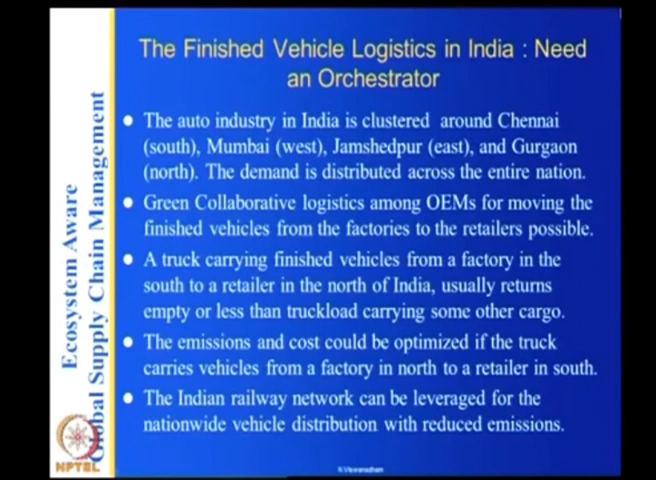 The Finished Vehicle Logistics in India : Need
an Orchestrator
The auto industry in India is clustered around Chennai
(south), Mumbai (west), Jamshedpur (east), and Gurgaon
(north). The demand is distributed across the entire nation.
Green Collaborative logistics among OEMs for moving the
finished vehicles from the factories to the retailers possible.
A truck carrying finished vehicles from a factory in the
south to a retailer in the north of India, usually returns
empty or less than truckload carrying some other cargo.
The emissions and cost could be optimized if the truck
carries vehicles from a factory in north to a retailer in south.
The Indian railway network can be leveraged for the
nationwide vehicle distribution with reduced emissions.
Ecosystem Aware
Global Supply Chain Management
NPTEL
N.Viswanadham